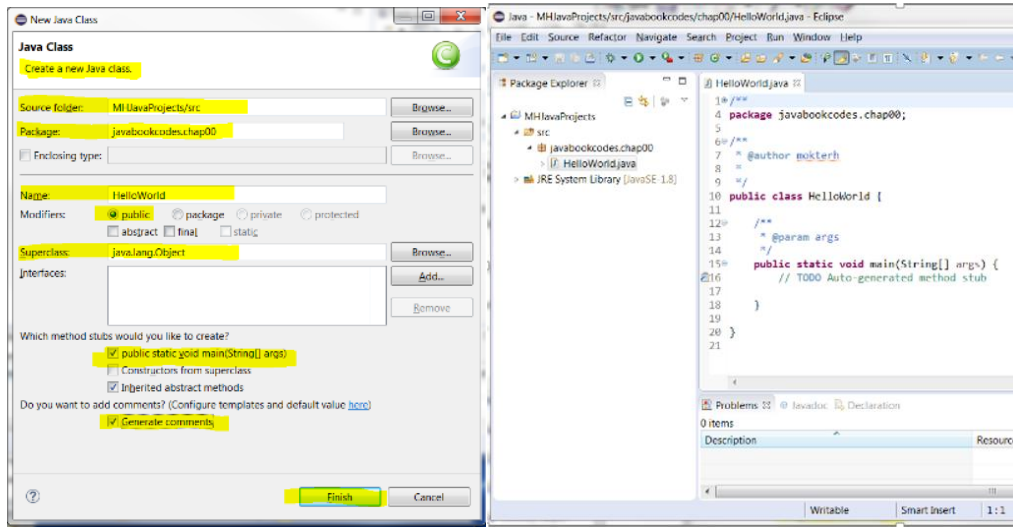 New Java Class
Java Class
Create a new Java class.
Source folder: MHJavaProjects/src Browse...
Package: javabookcodes.chap00 Browse...
Enclosing type: Browse...
Name: HelloWorld
Modifiers: public package private protected
abstract final static
Superclass: java.lang.Object Browse...
Interfaces: Add...
Remove
Which method stubs would you like to create?
public static void main(String[] args)
Constructors from superclass
Inherited abstract methods
Do you want to add comments? (Configure templates and default value here)
Generate comments
Finish Cancel
Java - MHJavaProjects/src/javabookcodes/chap00/HelloWorld.java - Eclipse
File Edit Source Refactor Navigate Search Project Run Window Help
Package Explorer
MHJavaProjects
src
javabookcodes.chap00
HelloWorld.java
JRE System Library [JavaSE-1.8]
HelloWorld.java
1 /**
4 package javabookcodes.chap00;
5
6 /**
7 * @author mokterh
8 *
9 */
10 public class HelloWorld {
11
12 /**
13 * @param args
14 */
15 public static void main(String[] args) {
16 // TODO Auto-generated method stub
17
18 }
19
20 }
21
Problems Javadoc Declaration
0 items
Description Resourc
Writable Smart Insert 1:1